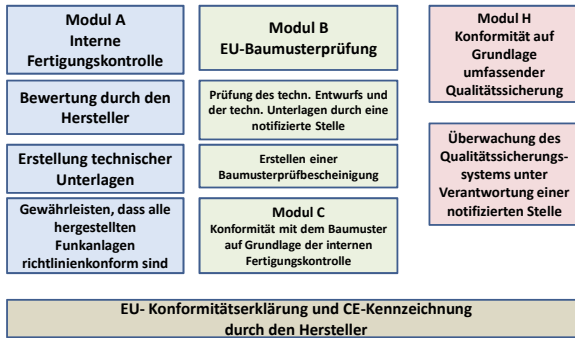 Modul A
Interne
Fertigungskontrolle
Bewertung durch den
Hersteller
Erstellung technischer
Unterlagen
Gewährleisten, dass alle
hergestellten
Funkanlagen
richtlinienkonform sind
Modul B
EU-Baumusterprüfung
Prüfung des techn. Entwurfs und
der techn. Unterlagen durch eine
notifizierte Stelle
Erstellen einer
Baumusterprüfbescheinigung
Modul C
Konformität mit dem Baumuster
auf Grundlage der internen
Fertigungskontrolle
Modul H
Konformität auf
Grundlage
umfassender
Qualitätssicherung
Überwachung des
Qualitätssicherungs-
systems unter
Verantwortung einer
notifizierten Stelle
EU- Konformitätserklärung und CE-Kennzeichnung
durch den Hersteller